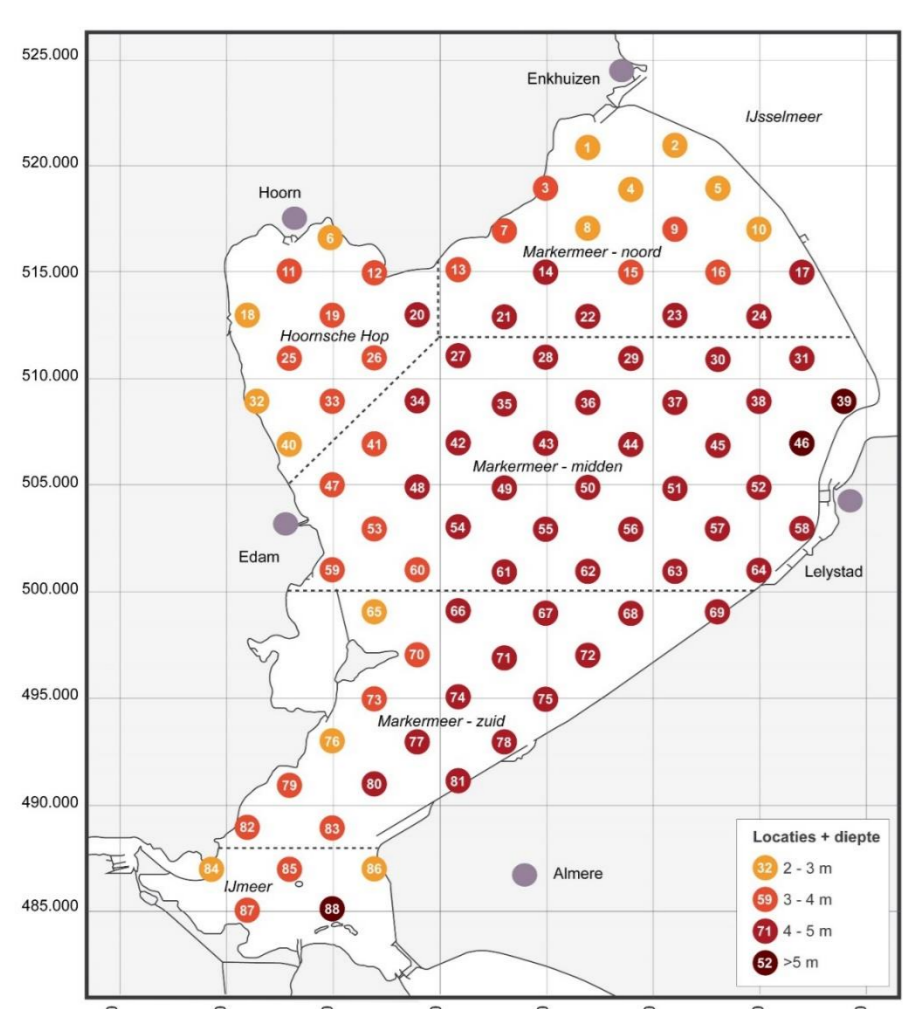 525.000
Enkhuizen
IJsselmeer
1 2
520.000
3 4 5
Hoorn
6 7 8 9 10
Markermeer - noord
515.000
11 12 13 14 15 16 17
18 19 20 21 22 23 24
Hoornsche Hop
25 26 27 28 29 30 31
510.000
32 33 34 35 36 37 38 39
40 41 42 43 44 45 46
Markermeer - midden
505.000
47 48 49 50 51 52
53 54 55 56 57 58
Edam
59 60 61 62 63 64
Lelystad
500.000
65 66 67 68 69
70 71 72
495.000
73 74 75
Markermeer - zuid
76 77 78
79 80 81
490.000
82 83
84 85 86
Almere
IJmeer
485.000
87 88
Locaties + diepte
32 2 - 3 m
59 3 - 4 m
71 4 - 5 m
52 >5 m